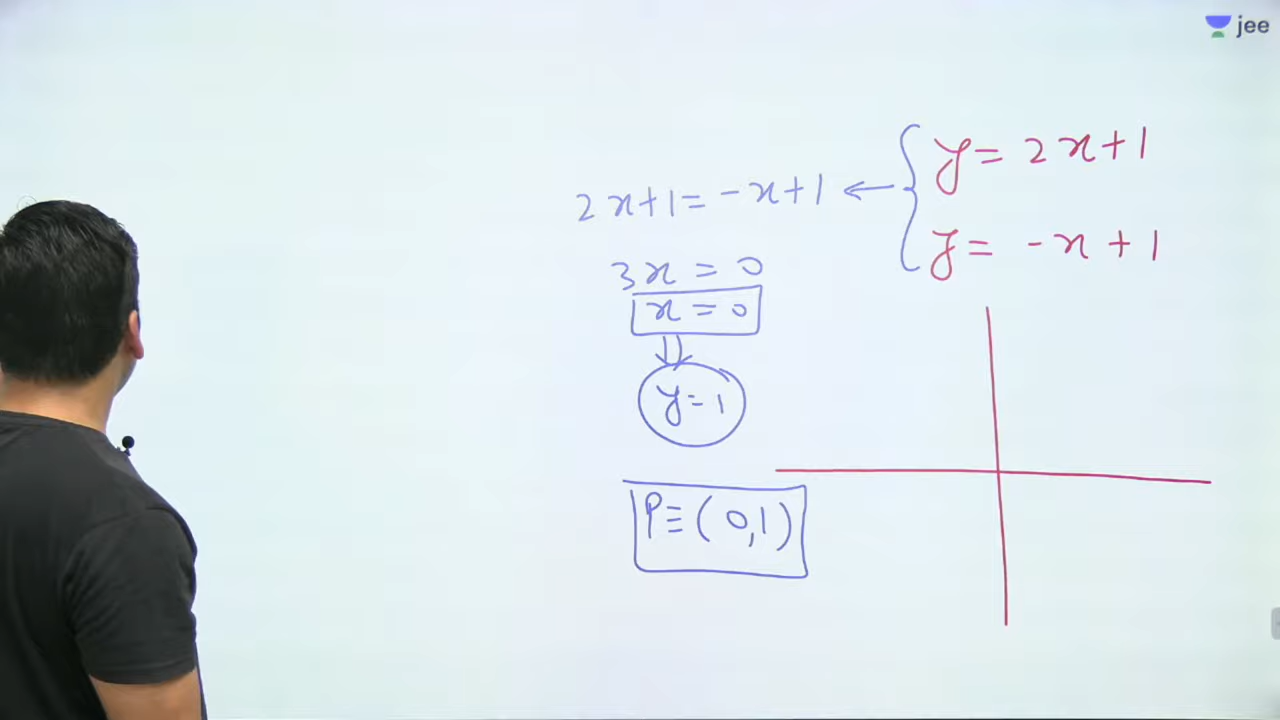 jee
y = 2x+1
y = -x+1
2x+1 = -x+1 ←
3x = 0
x = 0
⇓
y = 1
P ≡ (0,1)